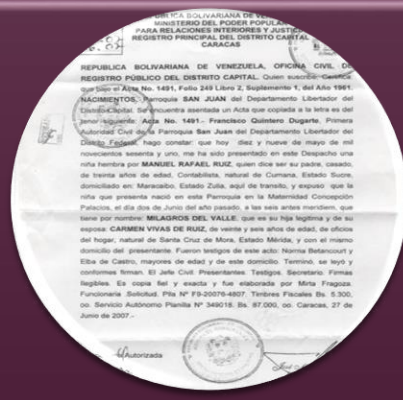 REPÚBLICA BOLIVARIANA DE VE
MINISTERIO DEL PODER POPULAR
PARA RELACIONES INTERIORES Y JUSTIC
REGISTRO PRINCIPAL DEL DISTRITO CAPITAL
CARACAS
REPUBLICA BOLIVARIANA DE VENEZUELA, OFICINA CIVIL DE
REGISTRO PÚBLICO DEL DISTRITO CAPITAL. Quien suscribe, Certifica
que bajo el Acta No. 1491, Folio 249 Libro 2, Suplemento 1, del Año 1961.
NACIMIENTOS, Parroquia SAN JUAN del Departamento Libertador del
Distrito Capital. Se encuentra asentada un Acta que copiada a la letra es del
tenor siguiente: Acta No. 1491.- Francisco Quintero Dugarte, Primera
Autoridad Civil de la Parroquia San Juan del Departamento Libertador del
Distrito Federal, hago constar: que hoy diez y nueve de mayo de mil
novecientos sesenta y uno, me ha sido presentado en este Despacho una
niña hembra por MANUEL RAFAEL RUIZ, quien dice ser su padre, casado,
de treinta años de edad, Contabilista, natural de Cumana, Estado Sucre,
domiciliado en: Maracaibo. Estado Zulia, aquí de transito, y expuso que la
niña que presenta nació en esta Parroquia en la Maternidad Concepción
Palacios, el día dos de Junio del año pasado, a las seis antes meridiem, que
tiene por nombre: MILAGROS DEL VALLE, que es su hija legitima y de su
esposa: CARMEN VIVAS DE RUIZ, de veinte y seis años de edad, de oficios
del hogar, natural de Santa Cruz de Mora, Estado Mérida, y con el mismo
domicilio del presentante. Fueron testigos de este acto: Norma Betancourt y
Elba de Castro, mayores de edad y de este domicilio. Terminó, se leyó y
conformes firman. El Jefe Civil. Presentantes. Testigos. Secretario. Firmas
Ilegibles. Es copia fiel y exacta y fue elaborada por Mirta Fragoza.
Funcionaria Solicitud. Plla Nº F9-20076-4807. Timbres Fiscales Bs. 5.300,
oo. Servicio Autónomo Planilla Nº 349018. Bs. 87,000, oo. Caracas, 27 de
Junio de 2007.-
Autorizada